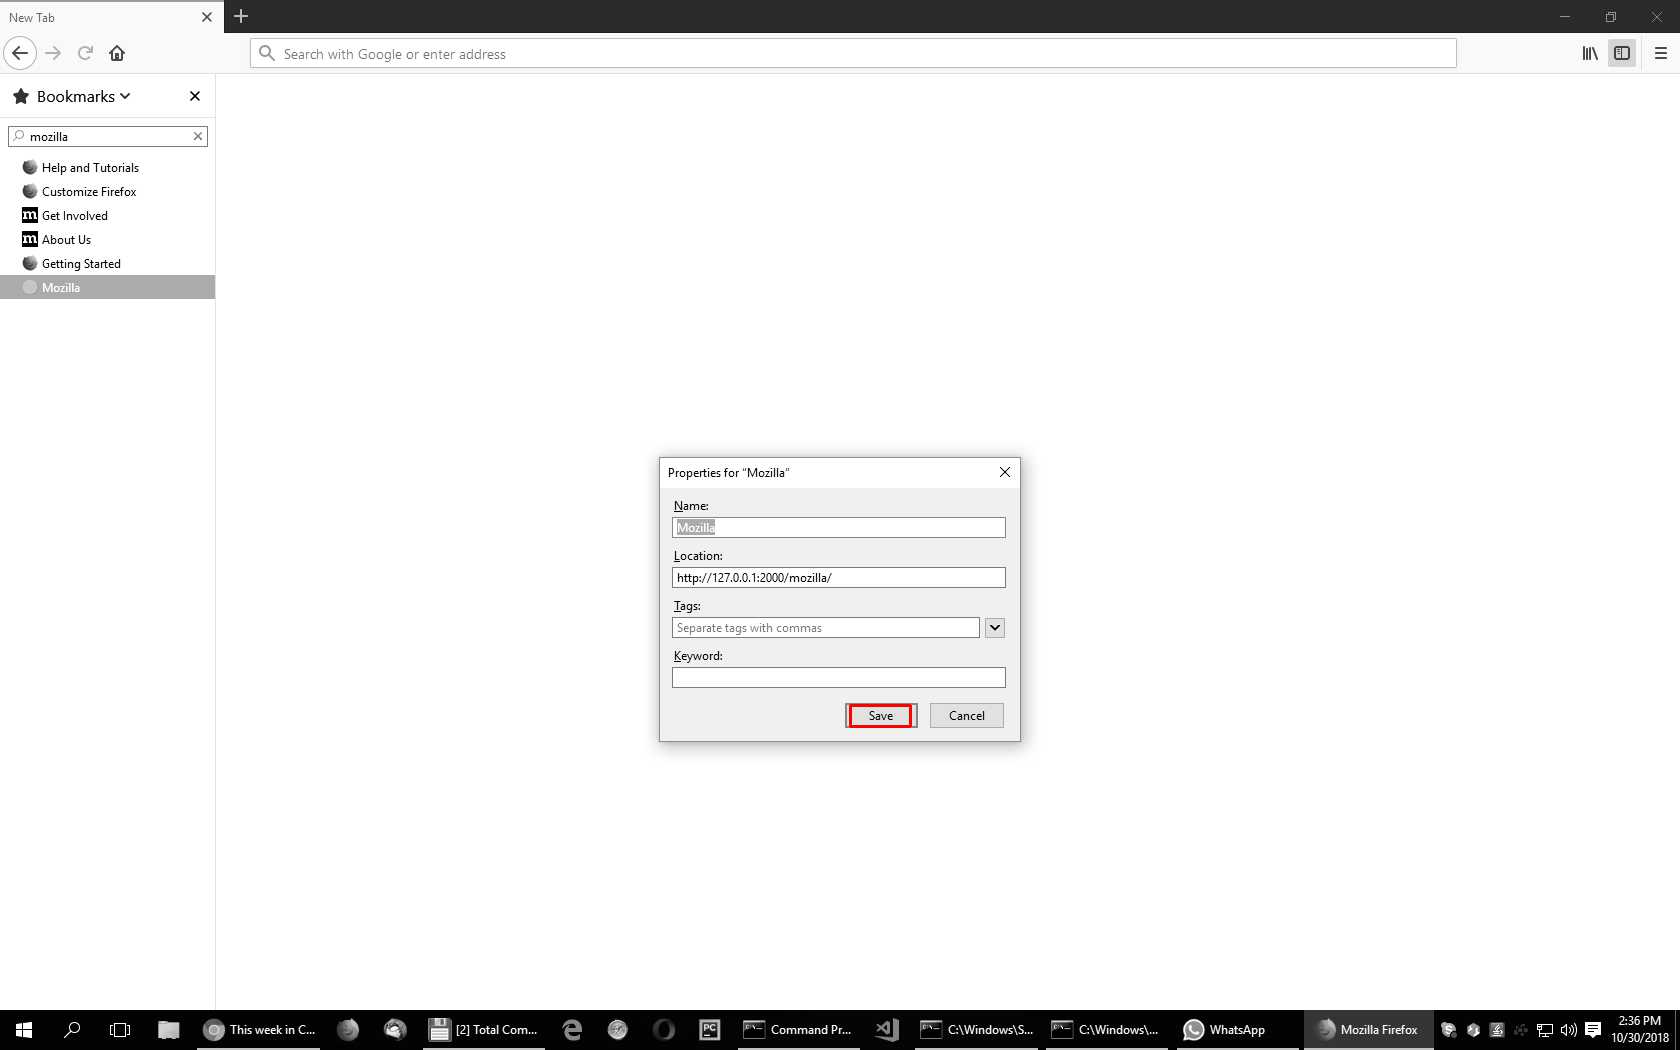 New Tab
Search with Google or enter address
Bookmarks
mozilla
Help and Tutorials
Customize Firefox
m Get Involved
m About Us
Getting Started
Mozilla
Properties for “Mozilla”
Name:
Mozilla
Location:
http://127.0.0.1:2000/mozilla/
Tags:
Separate tags with commas
Keyword:
Save
Cancel
This week in C...
[2] Total Com...
PC
Command Pr...
C:\Windows\S...
C:\Windows\...
WhatsApp
Mozilla Firefox
2:36 PM
10/30/2018